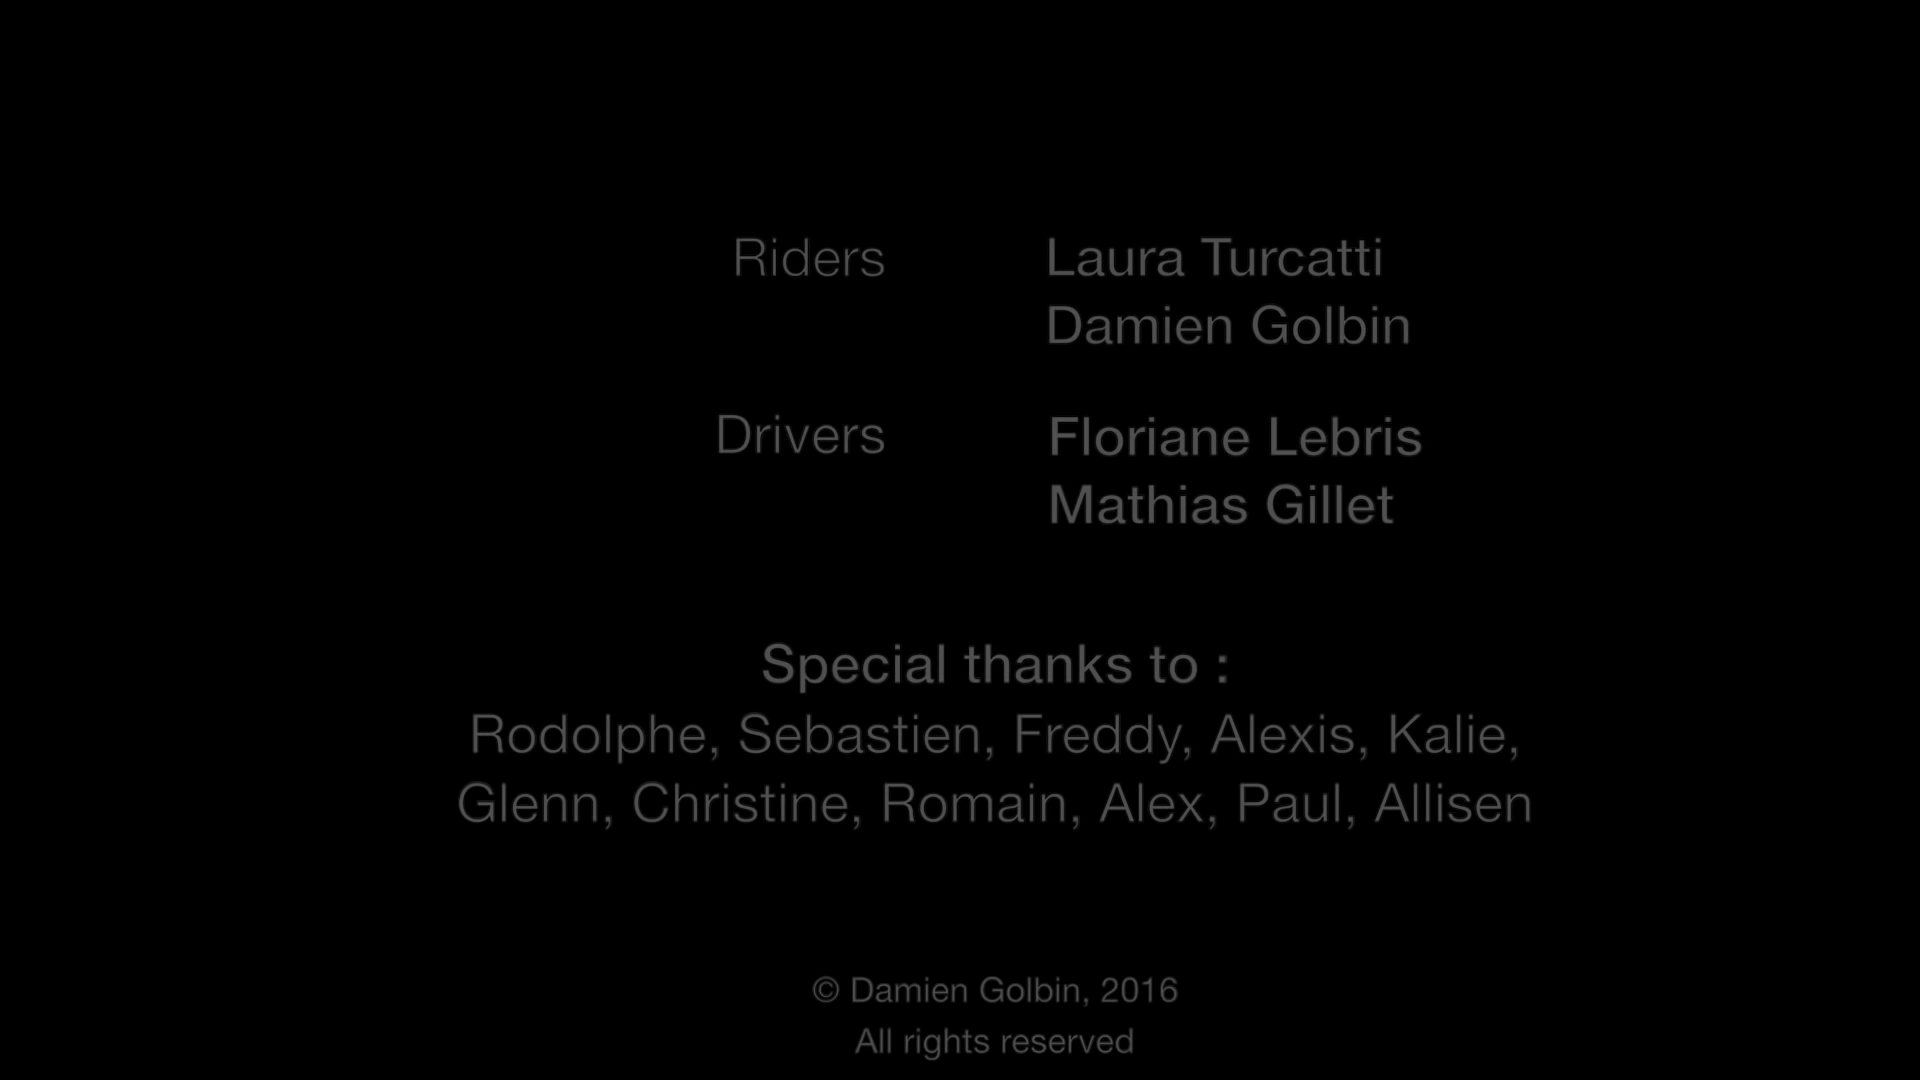 Riders Laura Turcatti
Damien Golbin
Drivers Floriane Lebris
Mathias Gillet
Special thanks to :
Rodolphe, Sebastien, Freddy, Alexis, Kalie,
Glenn, Christine, Romain, Alex, Paul, Allisen
© Damien Golbin, 2016
All rights reserved